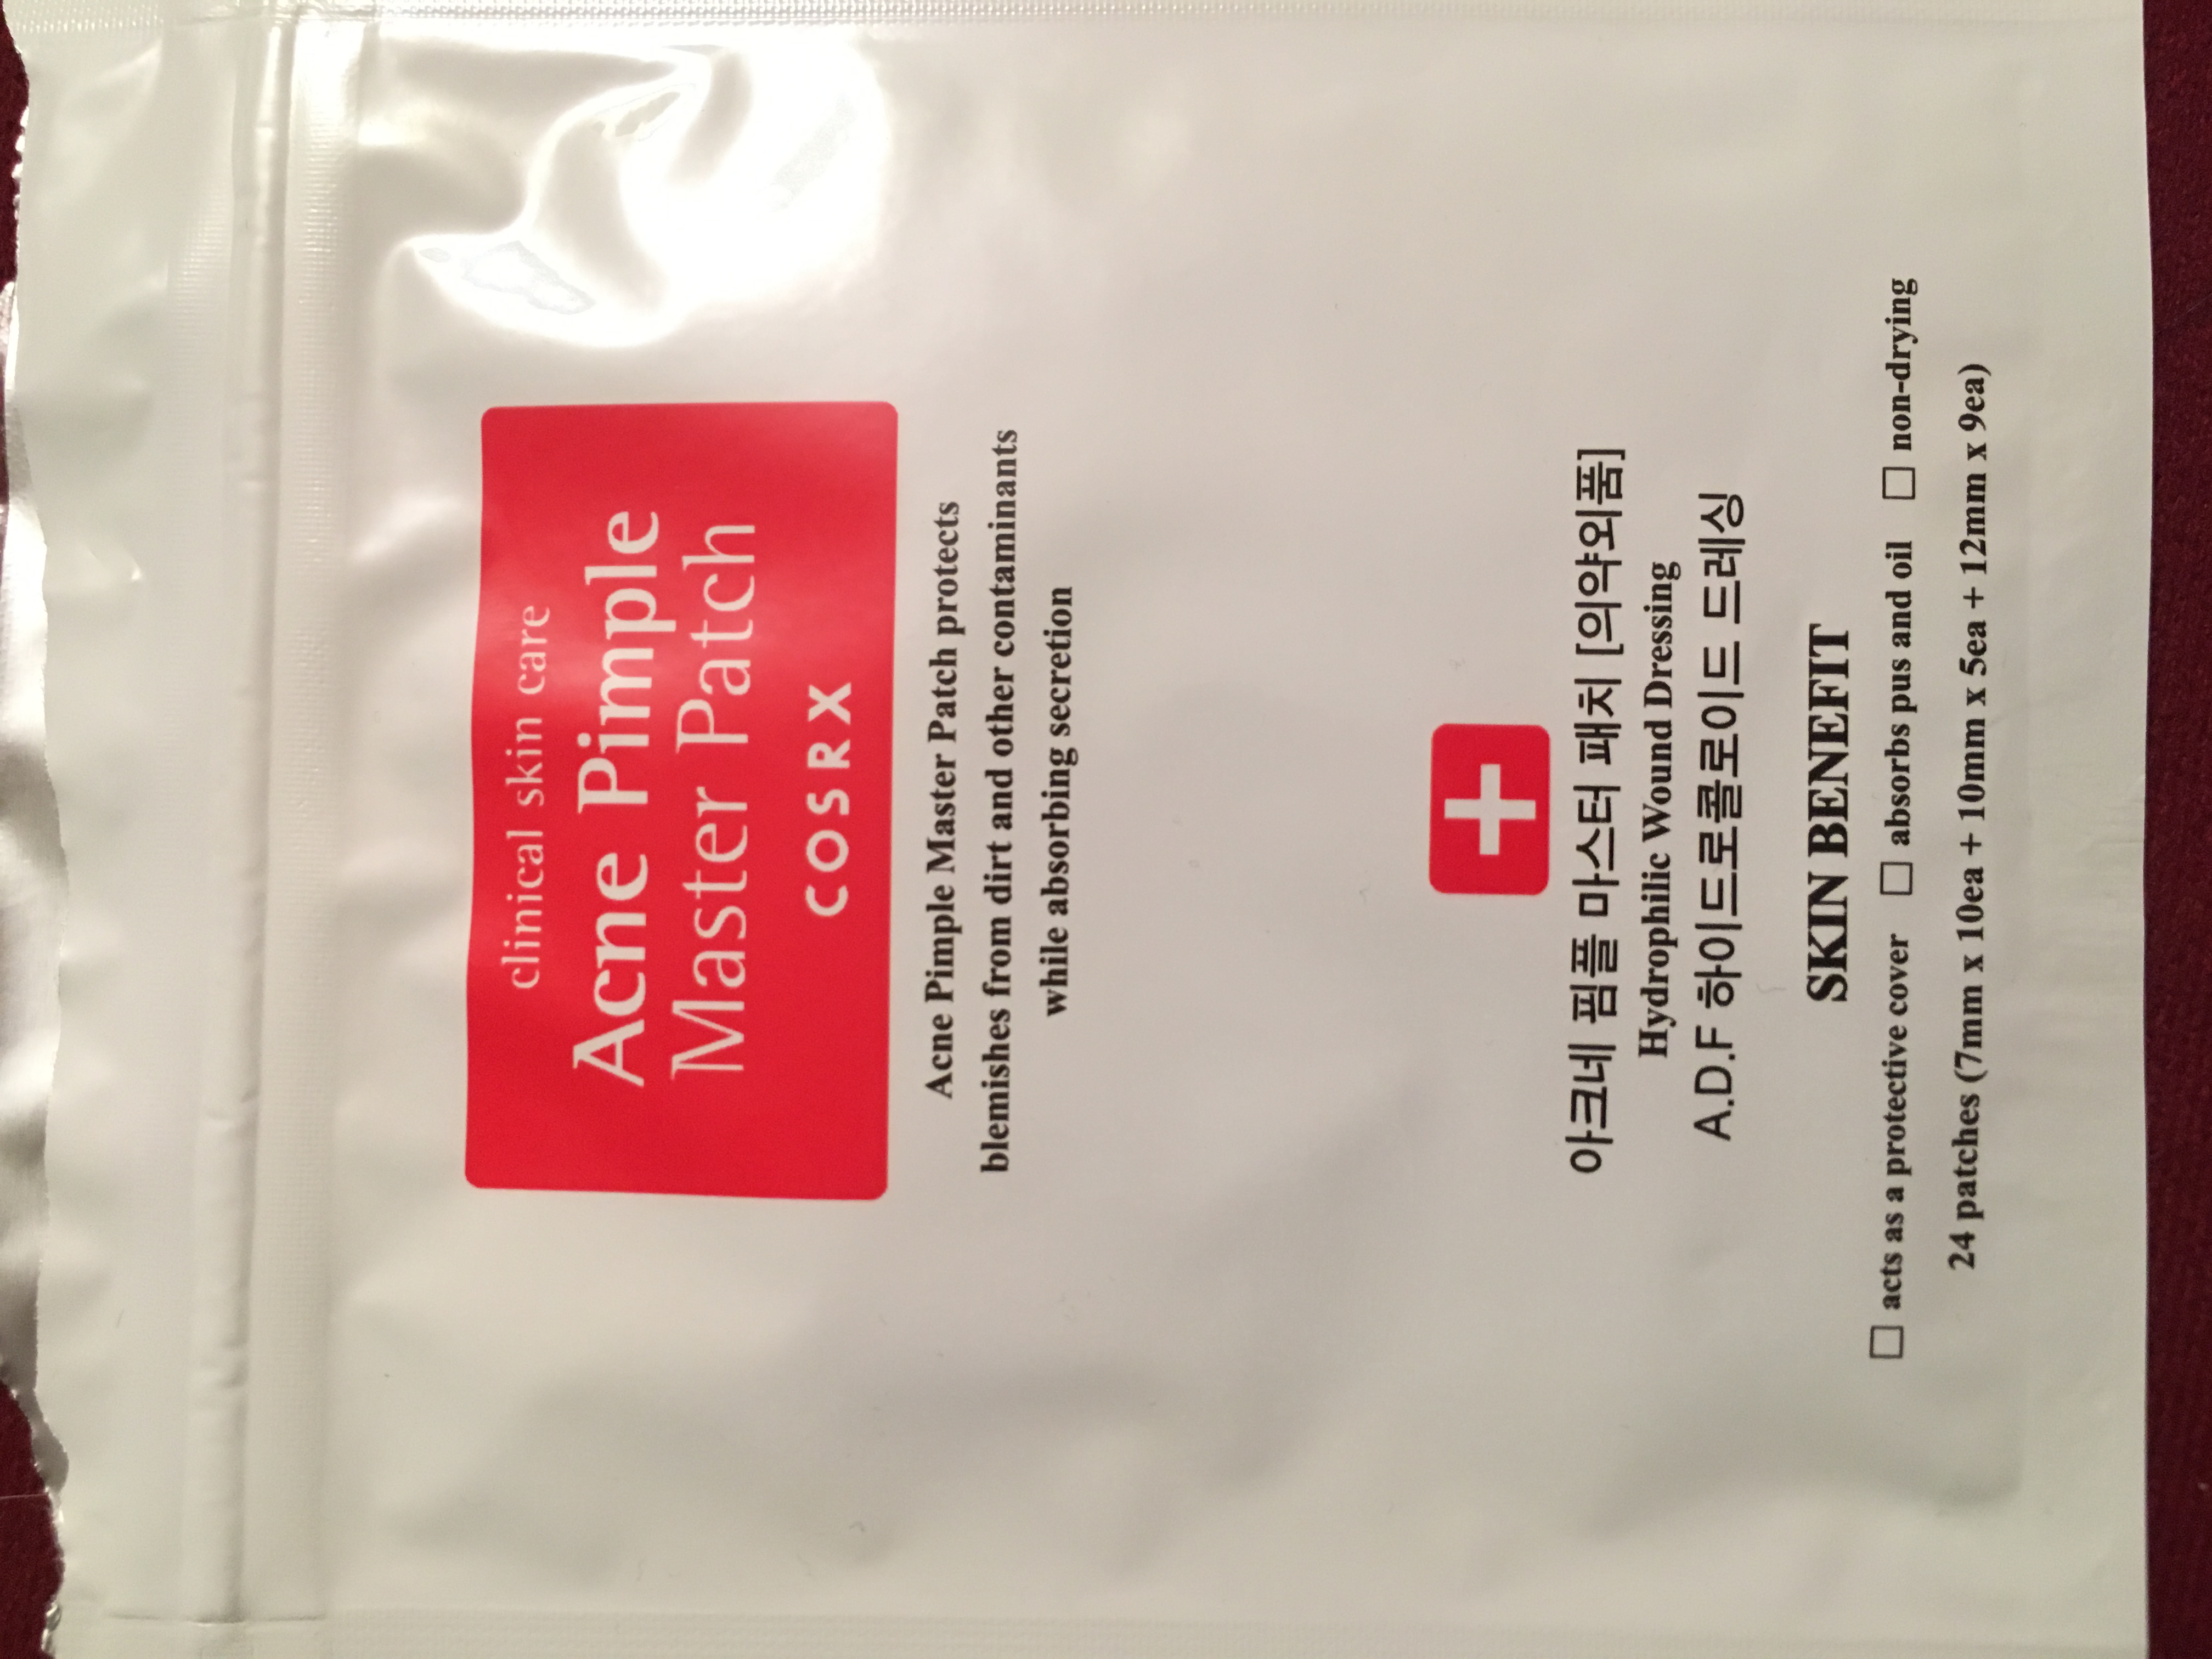 clinical skin care
Acne Pimple
Master Patch
COSRX
Acne Pimple Master Patch protects
blemishes from dirt and other contaminants
while absorbing secretion
아크네 핌플 마스터 패치 [의약외품]
Hydrophilic Wound Dressing
A.D.F 하이드로콜로이드 드레싱
SKIN BENEFIT
□ acts as a protective cover □ absorbs pus and oil □ non-drying
24 patches (7mm x 10ea + 10mm x 5ea + 12mm x 9ea)